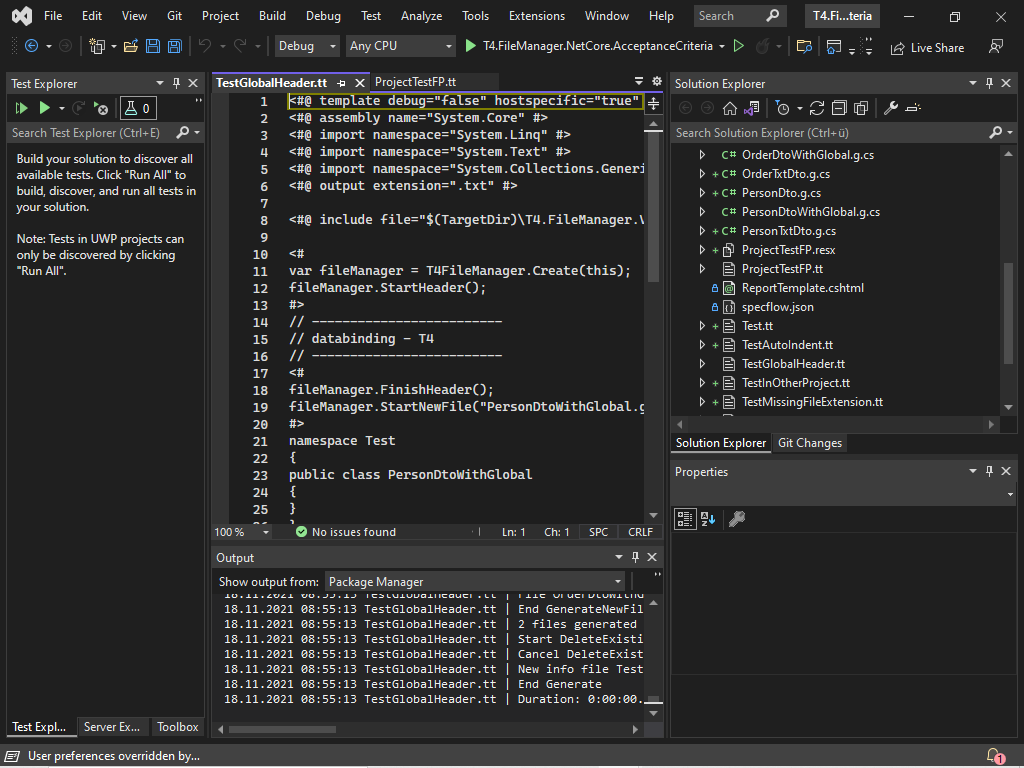 File Edit View Git Project Build Debug Test Analyze Tools Extensions Window Help Search T4.Fi...teria
Debug Any CPU T4.FileManager.NetCore.AcceptanceCriteria Live Share
Test Explorer
0
Search Test Explorer (Ctrl+E)
Build your solution to discover all
available tests. Click "Run All" to
build, discover, and run all tests in
your solution.
Note: Tests in UWP projects can
only be discovered by clicking
"Run All".
Test Expl... Server Ex... Toolbox
TestGlobalHeader.tt ProjectTestFP.tt
1 <#@ template debug="false" hostspecific="true"
2 <#@ assembly name="System.Core" #>
3 <#@ import namespace="System.Linq" #>
4 <#@ import namespace="System.Text" #>
5 <#@ import namespace="System.Collections.Generi
6 <#@ output extension=".txt" #>
7
8 <#@ include file="$(TargetDir)\T4.FileManager.V
9
10 <#
11 var fileManager = T4FileManager.Create(this);
12 fileManager.StartHeader();
13 #>
14 // --------------------------
15 // databinding - T4
16 // --------------------------
17 <#
18 fileManager.FinishHeader();
19 fileManager.StartNewFile("PersonDtoWithGlobal.g
20 #>
21 namespace Test
22 {
23 public class PersonDtoWithGlobal
24 {
25 }
100 % No issues found Ln: 1 Ch: 1 SPC CRLF
Output
Show output from: Package Manager
18.11.2021 08:55:13 TestGlobalHeader.tt | File OrderDtoWithG
18.11.2021 08:55:13 TestGlobalHeader.tt | End GenerateNewFil
18.11.2021 08:55:13 TestGlobalHeader.tt | 2 files generated
18.11.2021 08:55:13 TestGlobalHeader.tt | Start DeleteExisti
18.11.2021 08:55:13 TestGlobalHeader.tt | Cancel DeleteExist
18.11.2021 08:55:13 TestGlobalHeader.tt | New info file Test
18.11.2021 08:55:13 TestGlobalHeader.tt | End Generate
18.11.2021 08:55:13 TestGlobalHeader.tt | Duration: 0:00:00.
Solution Explorer
Search Solution Explorer (Ctrl+ü)
C# OrderDtoWithGlobal.g.cs
+ C# OrderTxtDto.g.cs
+ C# PersonDto.g.cs
C# PersonDtoWithGlobal.g.cs
+ C# PersonTxtDto.g.cs
+ ProjectTestFP.resx
ProjectTestFP.tt
ReportTemplate.cshtml
specflow.json
+ Test.tt
+ TestAutoIndent.tt
TestGlobalHeader.tt
+ TestInOtherProject.tt
+ TestMissingFileExtension.tt
Solution Explorer Git Changes
Properties
User preferences overridden by... 1